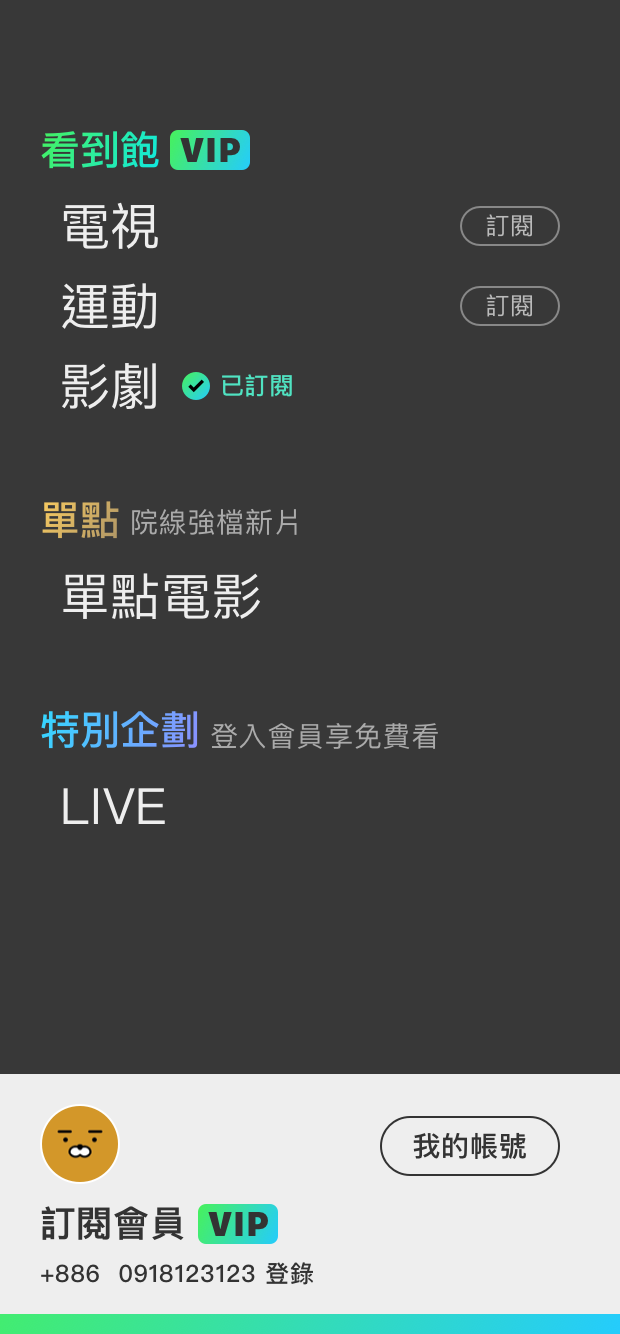 看到飽 VIP
電視 訂閱
運動 訂閱
影劇 已訂閱
單點 院線強檔新片
單點電影
特別企劃 登入會員享免費看
LIVE
我的帳號
訂閱會員 VIP
+886 0918123123 登錄